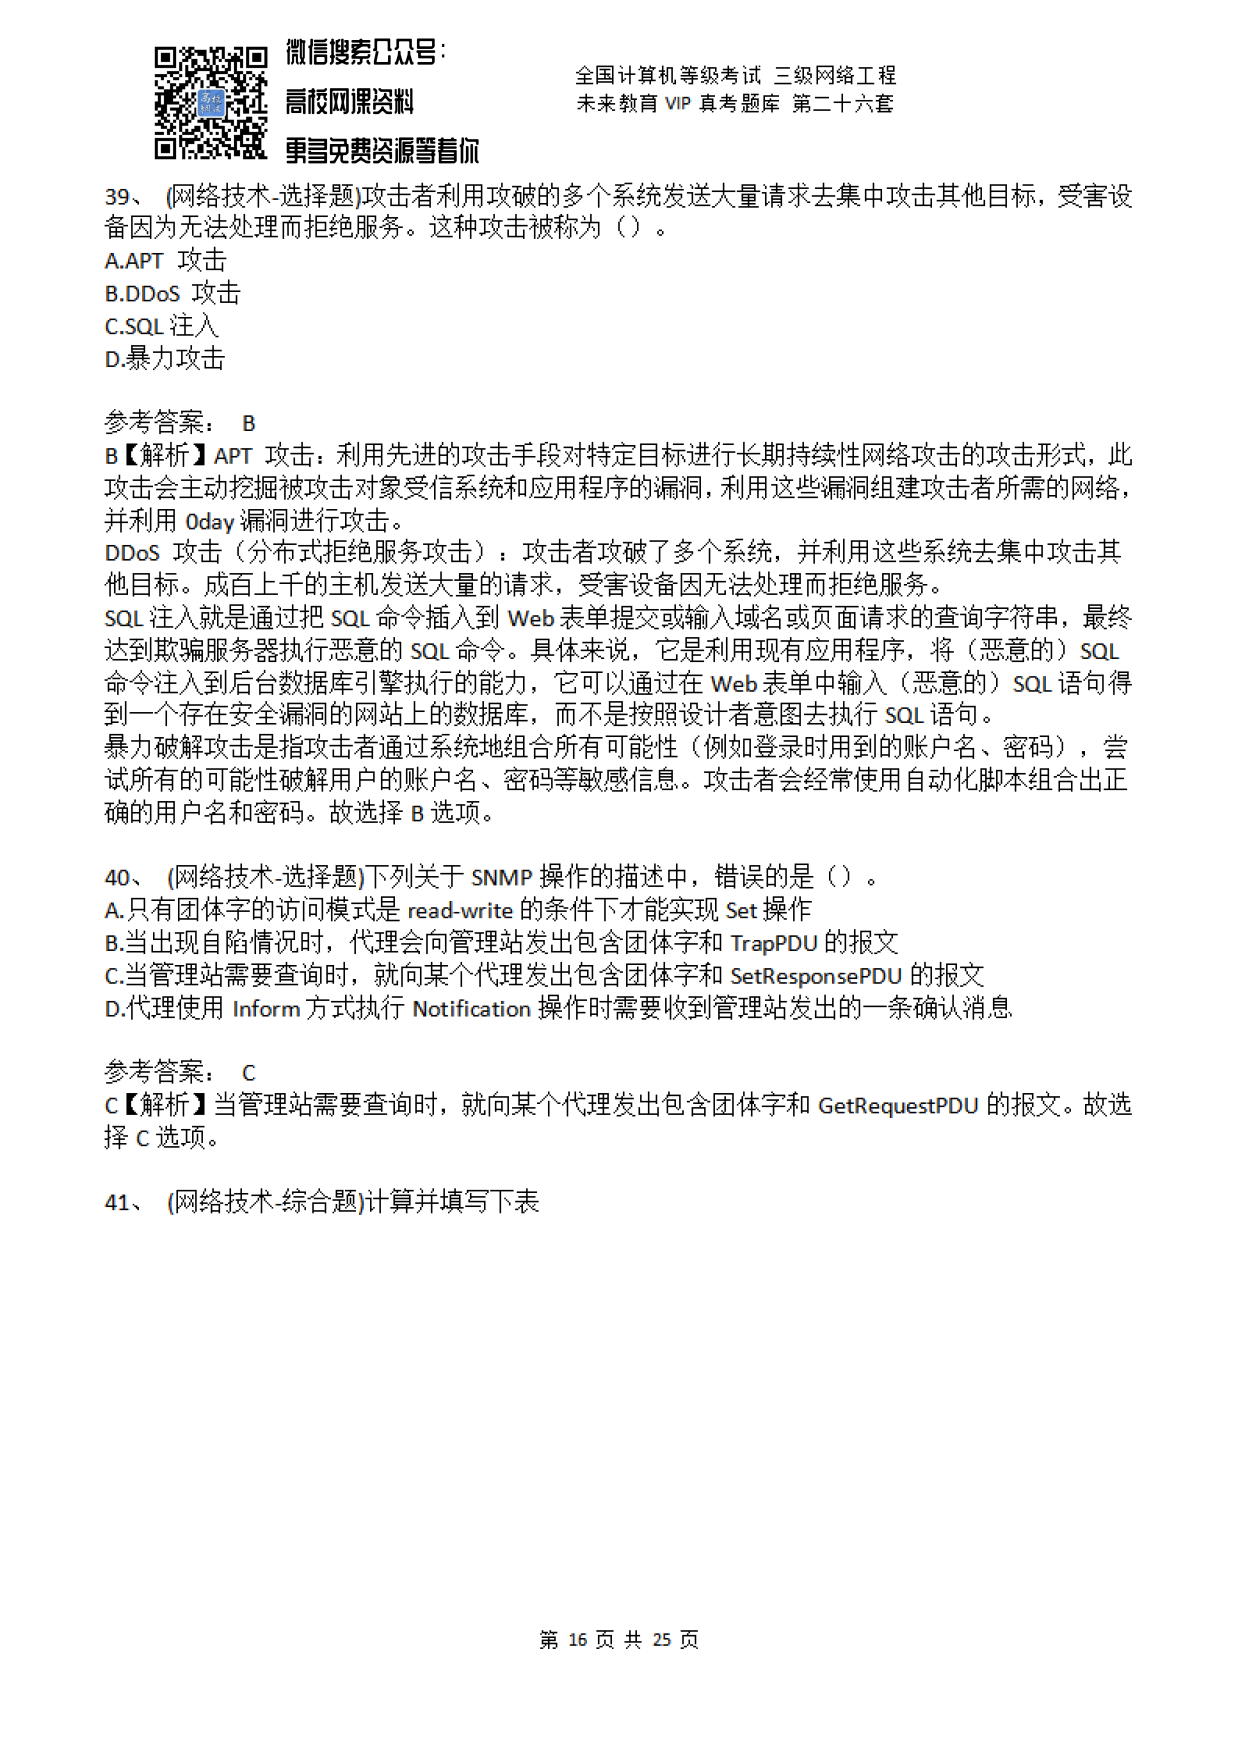 微信搜索公众号：
高校网课资料
更多免费资源等着你
高校
网课
全国计算机等级考试 三级网络工程
未来教育 VIP 真考题库 第二十六套
39、 (网络技术-选择题)攻击者利用攻破的多个系统发送大量请求去集中攻击其他目标，受害设
备因为无法处理而拒绝服务。这种攻击被称为（）。
A.APT 攻击
B.DDoS 攻击
C.SQL 注入
D.暴力攻击
参考答案： B
B【解析】APT 攻击：利用先进的攻击手段对特定目标进行长期持续性网络攻击的攻击形式，此
攻击会主动挖掘被攻击对象受信系统和应用程序的漏洞，利用这些漏洞组建攻击者所需的网络，
并利用 0day 漏洞进行攻击。
DDoS 攻击（分布式拒绝服务攻击）：攻击者攻破了多个系统，并利用这些系统去集中攻击其
他目标。成百上千的主机发送大量的请求，受害设备因无法处理而拒绝服务。
SQL 注入就是通过把 SQL 命令插入到 Web 表单提交或输入域名或页面请求的查询字符串，最终
达到欺骗服务器执行恶意的 SQL 命令。具体来说，它是利用现有应用程序，将（恶意的）SQL
命令注入到后台数据库引擎执行的能力，它可以通过在 Web 表单中输入（恶意的）SQL 语句得
到一个存在安全漏洞的网站上的数据库，而不是按照设计者意图去执行 SQL 语句。
暴力破解攻击是指攻击者通过系统地组合所有可能性（例如登录时用到的账户名、密码），尝
试所有的可能性破解用户的账户名、密码等敏感信息。攻击者会经常使用自动化脚本组合出正
确的用户名和密码。故选择 B 选项。
40、 (网络技术-选择题)下列关于 SNMP 操作的描述中，错误的是（）。
A.只有团体字的访问模式是 read-write 的条件下才能实现 Set 操作
B.当出现自陷情况时，代理会向管理站发出包含团体字和 TrapPDU 的报文
C.当管理站需要查询时，就向某个代理发出包含团体字和 SetResponsePDU 的报文
D.代理使用 Inform 方式执行 Notification 操作时需要收到管理站发出的一条确认消息
参考答案： C
C【解析】当管理站需要查询时，就向某个代理发出包含团体字和 GetRequestPDU 的报文。故选
择 C 选项。
41、 (网络技术-综合题)计算并填写下表
第 16 页 共 25 页